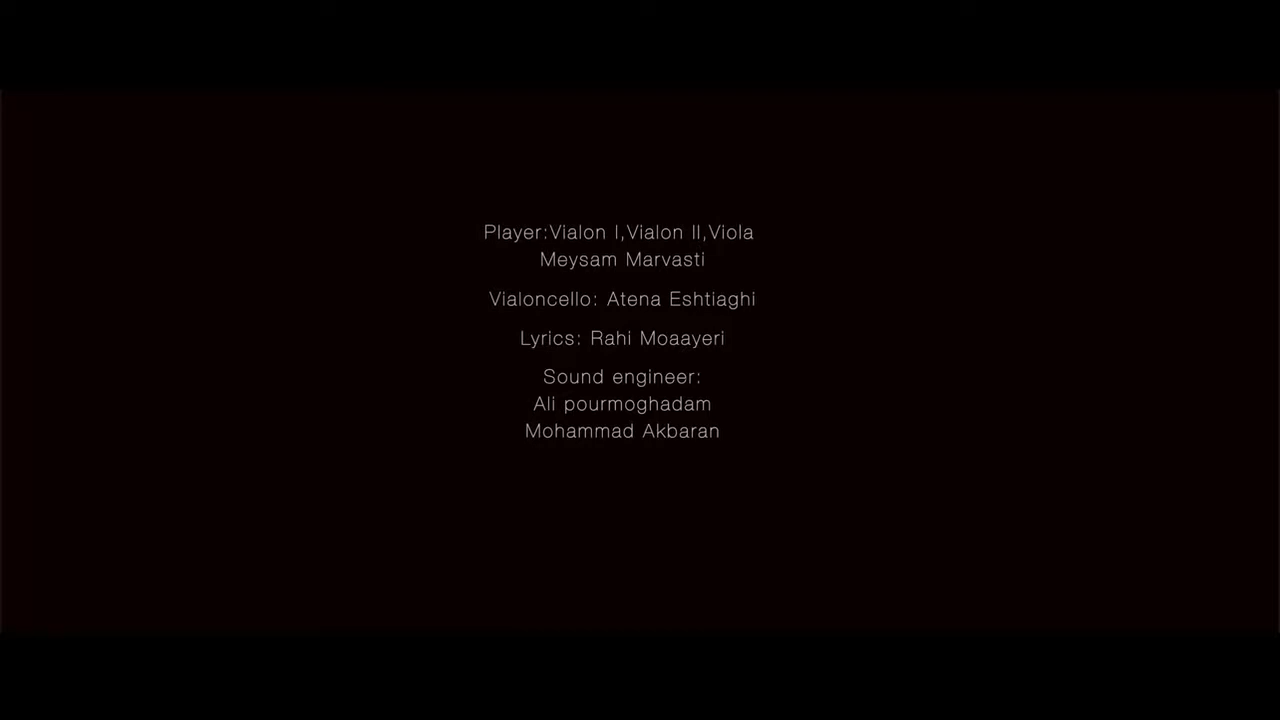 Player:Vialon I,Vialon II,Viola
Meysam Marvasti
Vialoncello: Atena Eshtiaghi
Lyrics: Rahi Moaayeri
Sound engineer:
Ali pourmoghadam
Mohammad Akbaran